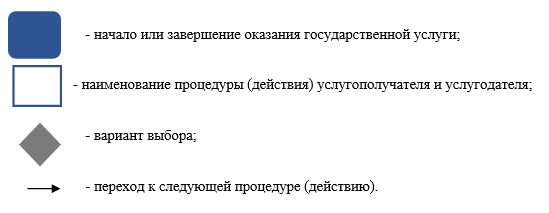 - начало или завершение оказания государственной услуги;
- наименование процедуры (действия) услугополучателя и услугодателя;
- вариант выбора;
- переход к следующей процедуре (действию).